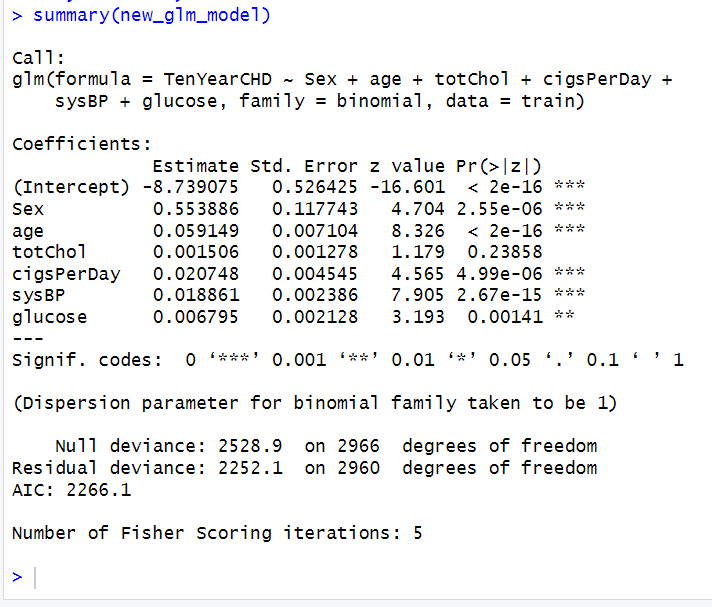 > summary(new_glm_model)
Call:
glm(formula = TenYearCHD ~ Sex + age + totChol + cigsPerDay +
    sysBP + glucose, family = binomial, data = train)
Coefficients:
             Estimate Std. Error z value Pr(>|z|)
(Intercept) -8.739075   0.526425 -16.601  < 2e-16 ***
Sex          0.553886   0.117743   4.704 2.55e-06 ***
age          0.059149   0.007104   8.326  < 2e-16 ***
totChol      0.001506   0.001278   1.179  0.23858
cigsPerDay   0.020748   0.004545   4.565 4.99e-06 ***
sysBP        0.018861   0.002386   7.905 2.67e-15 ***
glucose      0.006795   0.002128   3.193  0.00141 **
---
Signif. codes:  0 ‘***’ 0.001 ‘**’ 0.01 ‘*’ 0.05 ‘.’ 0.1 ‘ ’ 1
(Dispersion parameter for binomial family taken to be 1)
    Null deviance: 2528.9  on 2966  degrees of freedom
Residual deviance: 2252.1  on 2960  degrees of freedom
AIC: 2266.1
Number of Fisher Scoring iterations: 5
>